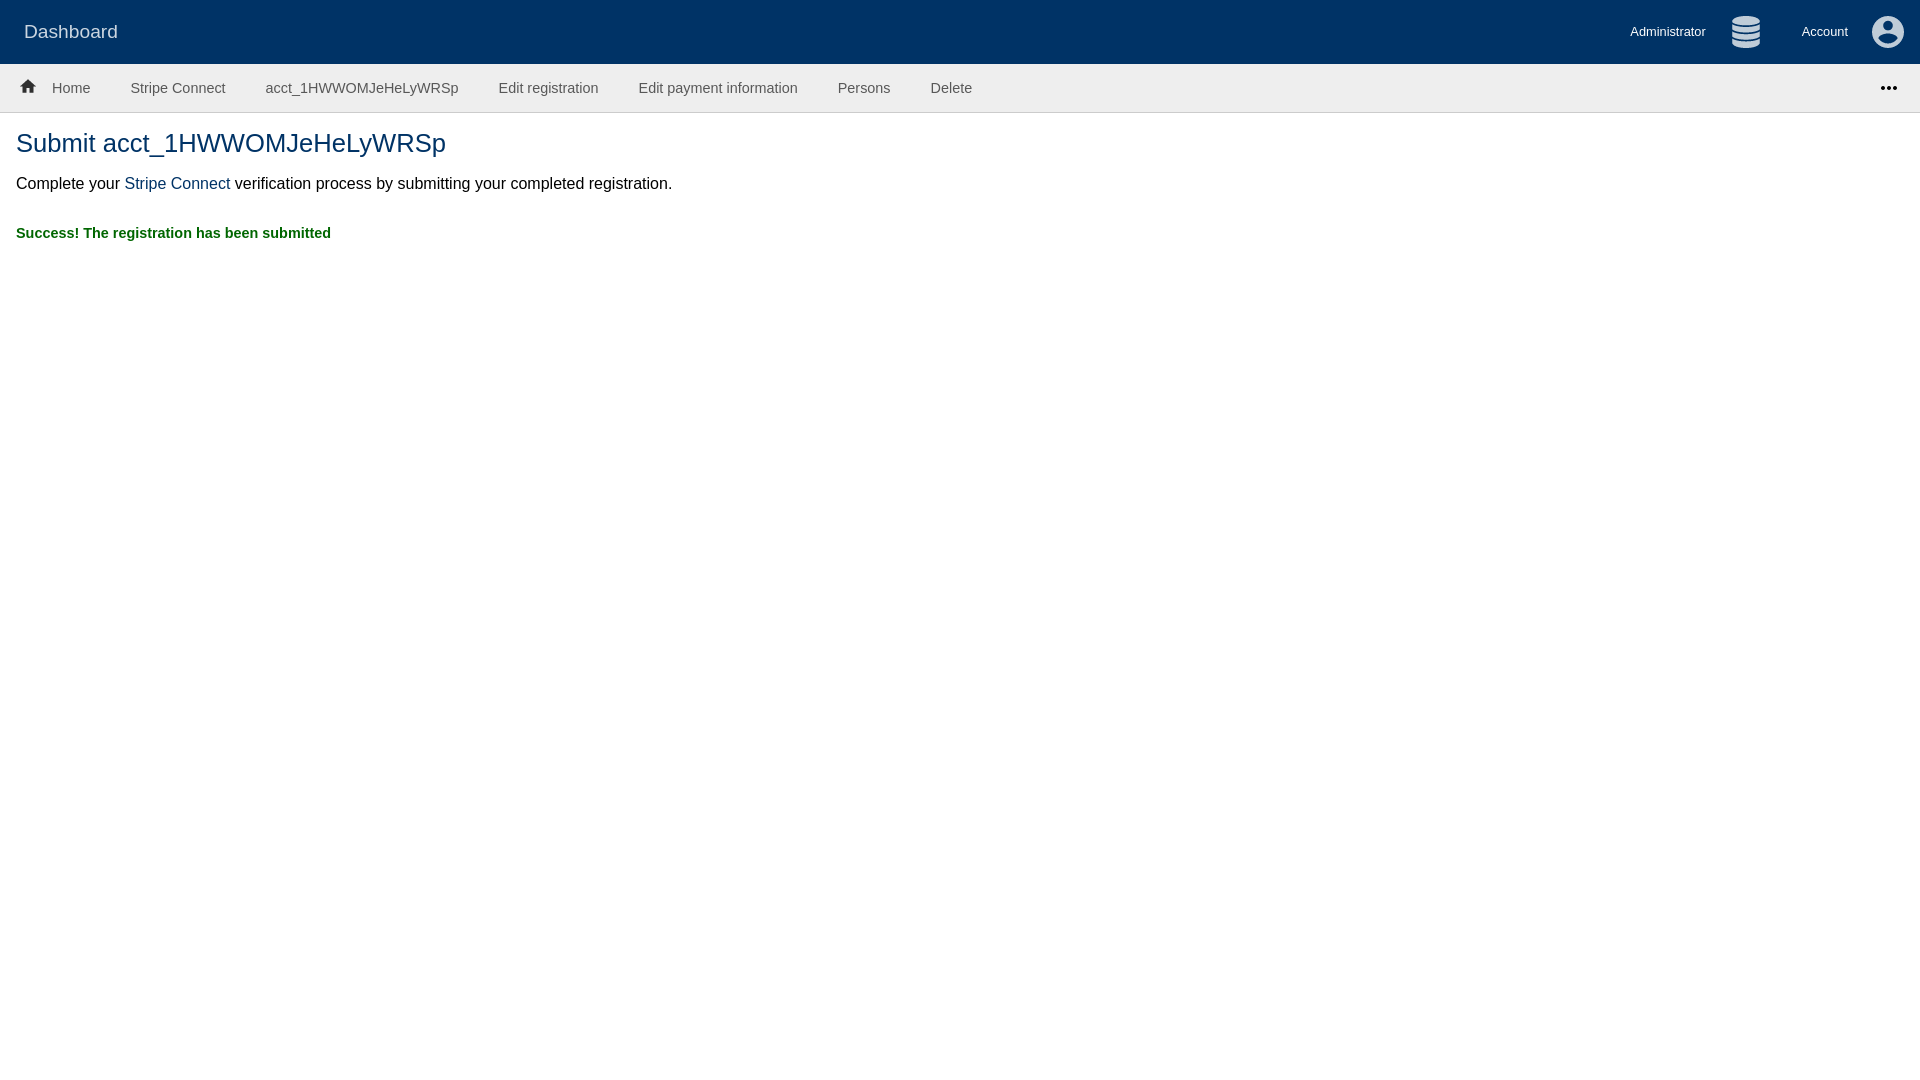 Dashboard
Administrator
Account
Home
Stripe Connect
acct_1HWWOMJeHeLyWRSp
Edit registration
Edit payment information
Persons
Delete
Submit acct_1HWWOMJeHeLyWRSp
Complete your Stripe Connect verification process by submitting your completed registration.
Success! The registration has been submitted